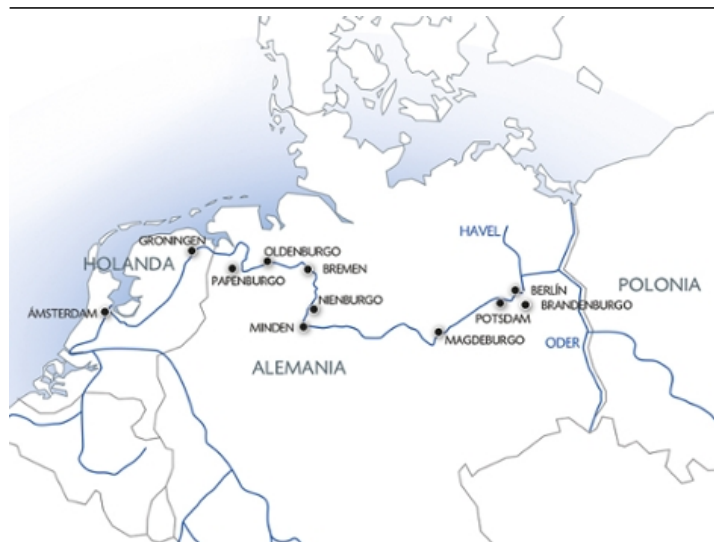 HAVEL
GRONINGEN
OLDENBURGO
HOLANDA
BREMEN
PAPENBURGO
POLONIA
BERLÍN
NIENBURGO
BRANDENBURGO
ÁMSTERDAM
POTSDAM
MINDEN
MAGDEBURGO
ODER
ALEMANIA